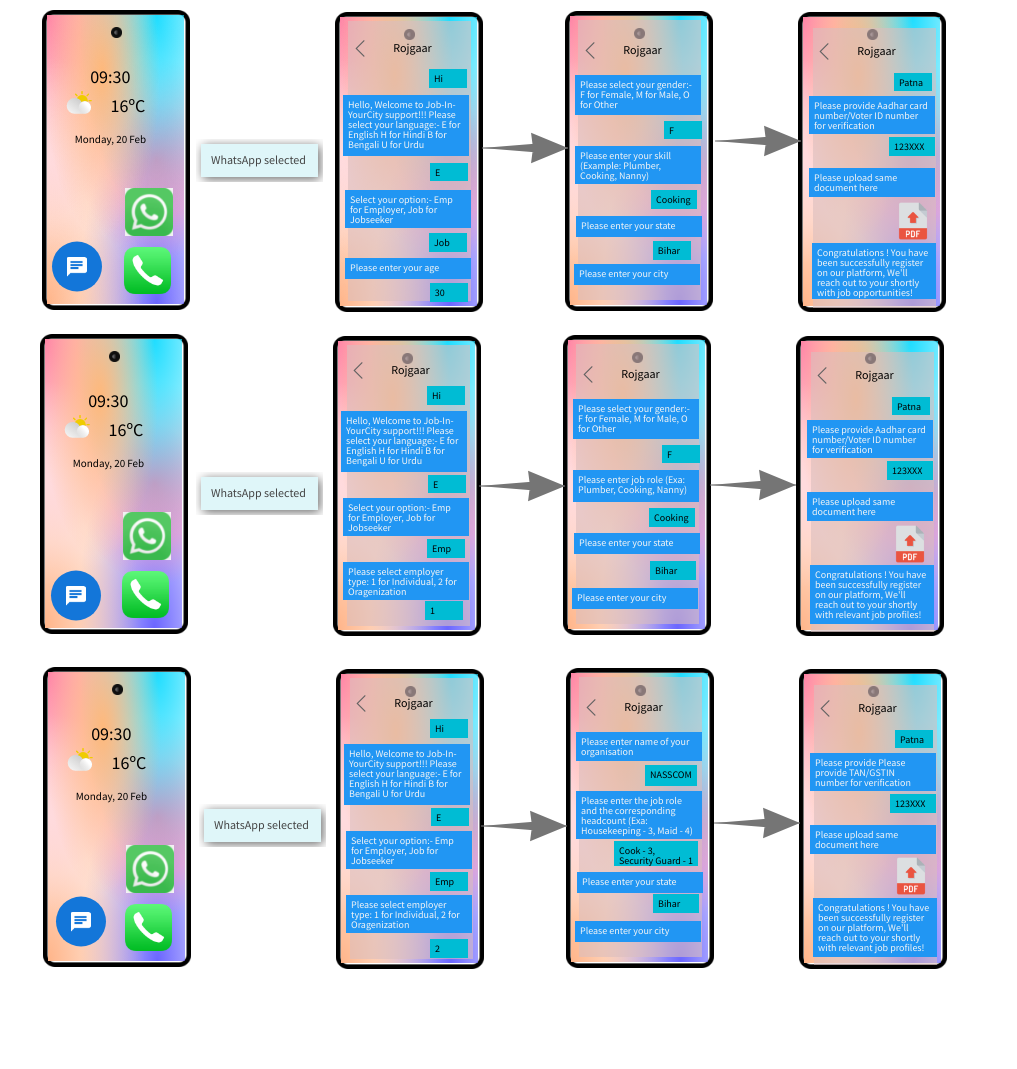 09:30
16°C
Monday, 20 Feb
WhatsApp selected
Rojgaar
Hi
Hello, Welcome to Job-In-
YourCity support!!! Please
select your language:- E for
English H for Hindi B for
Bengali U for Urdu
E
Select your option:- Emp
for Employer, Job for
Jobseeker
Job
Please enter your age
30
Rojgaar
Please select your gender:-
F for Female, M for Male, O
for Other
F
Please enter your skill
(Example: Plumber,
Cooking, Nanny)
Cooking
Please enter your state
Bihar
Please enter your city
Rojgaar
Patna
Please provide Aadhar card
number/Voter ID number
for verification
123XXX
Please upload same
document here
PDF
Congratulations ! You have
been successfully register
on our platform, We'll
reach out to your shortly
with job opportunities!
09:30
16°C
Monday, 20 Feb
WhatsApp selected
Rojgaar
Hi
Hello, Welcome to Job-In-
YourCity support!!! Please
select your language:- E for
English H for Hindi B for
Bengali U for Urdu
E
Select your option:- Emp
for Employer, Job for
Jobseeker
Emp
Please select employer
type: 1 for Individual, 2 for
Oragenization
1
Rojgaar
Please select your gender:-
F for Female, M for Male, O
for Other
F
Please enter job role (Exa:
Plumber, Cooking, Nanny)
Cooking
Please enter your state
Bihar
Please enter your city
Rojgaar
Patna
Please provide Aadhar card
number/Voter ID number
for verification
123XXX
Please upload same
document here
PDF
Congratulations ! You have
been successfully register
on our platform, We'll
reach out to your shortly
with relevant job profiles!
09:30
16°C
Monday, 20 Feb
WhatsApp selected
Rojgaar
Hi
Hello, Welcome to Job-In-
YourCity support!!! Please
select your language:- E for
English H for Hindi B for
Bengali U for Urdu
E
Select your option:- Emp
for Employer, Job for
Jobseeker
Emp
Please select employer
type: 1 for Individual, 2 for
Oragenization
2
Rojgaar
Please enter name of your
organisation
NASSCOM
Please enter the job role
and the corresponding
headcount (Exa:
Housekeeping - 3, Maid - 4)
Cook - 3,
Security Guard - 1
Please enter your state
Bihar
Please enter your city
Rojgaar
Patna
Please provide Please
provide TAN/GSTIN
number for verification
123XXX
Please upload same
document here
PDF
Congratulations ! You have
been successfully register
on our platform, We'll
reach out to your shortly
with relevant job profiles!